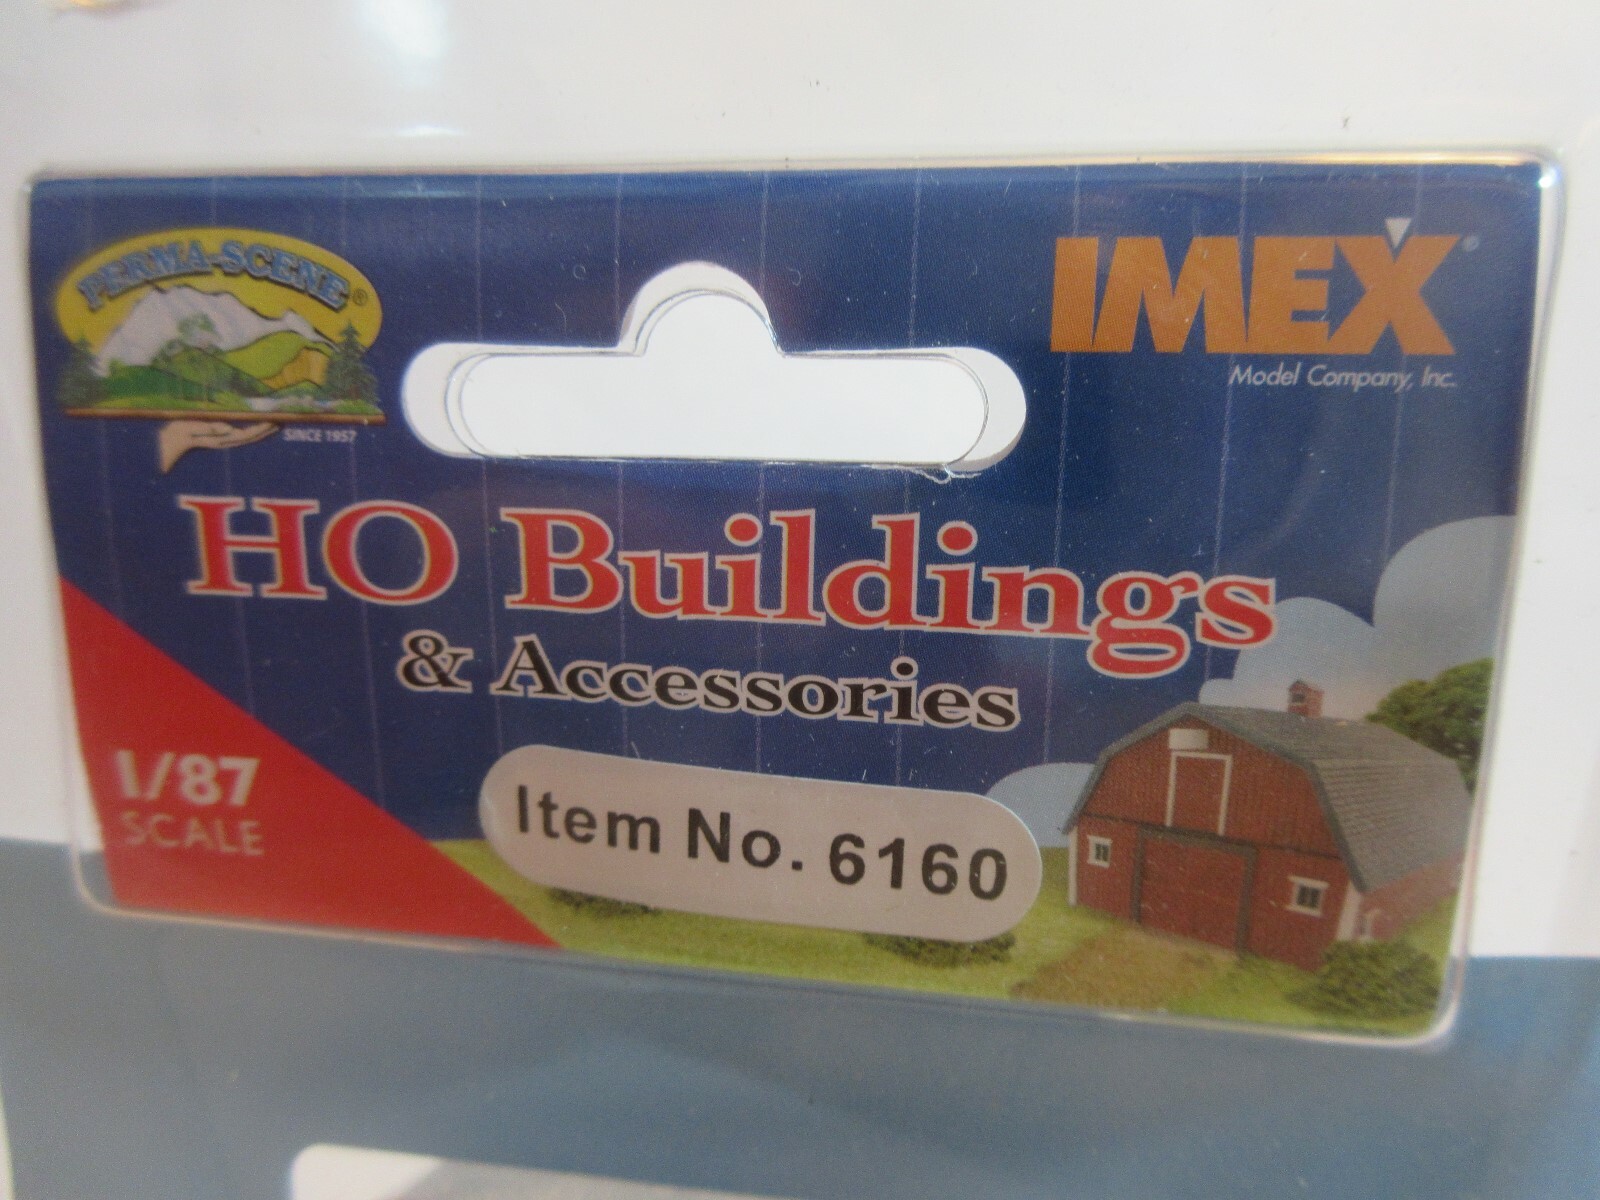 PERMA-SCENE®
SINCE 1957
IMEX®
Model Company, Inc.
HO Buildings
& Accessories
1/87
SCALE
Item No. 6160